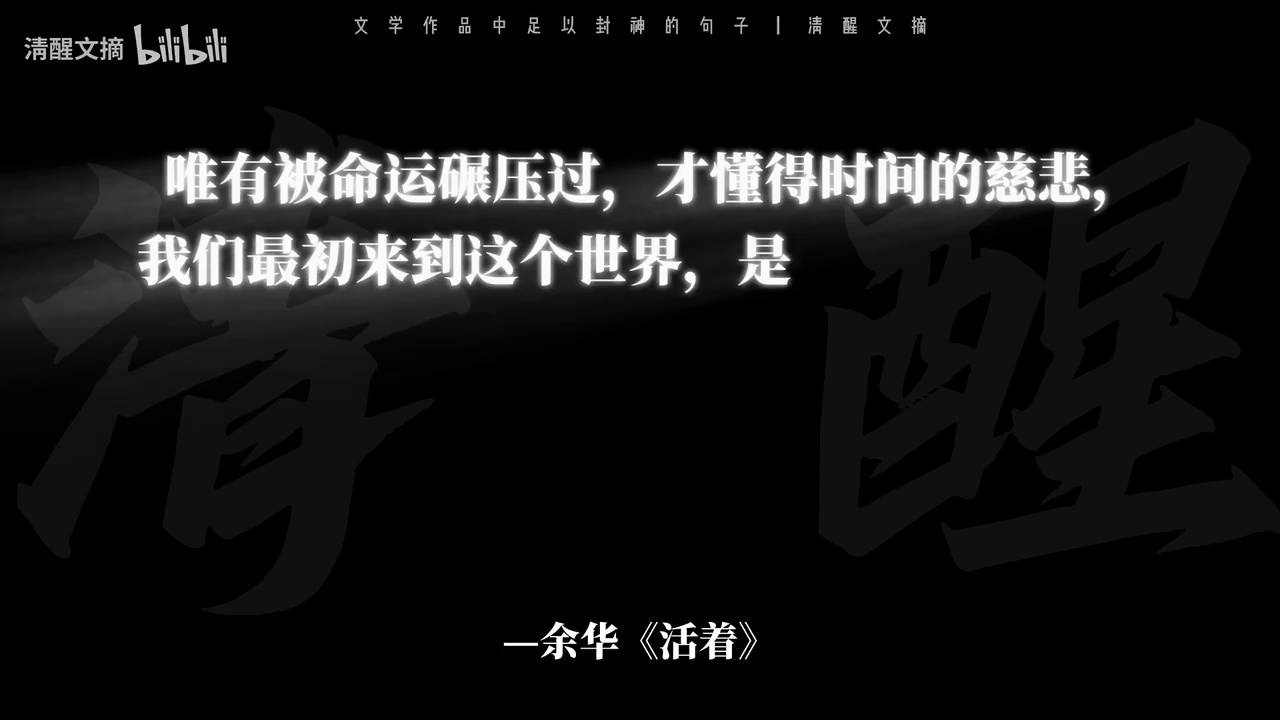 文学作品中足以封神的句子 | 清醒文摘
清醒文摘 bilibili
唯有被命运碾压过，才懂得时间的慈悲，
我们最初来到这个世界，是
清醒
—余华《活着》